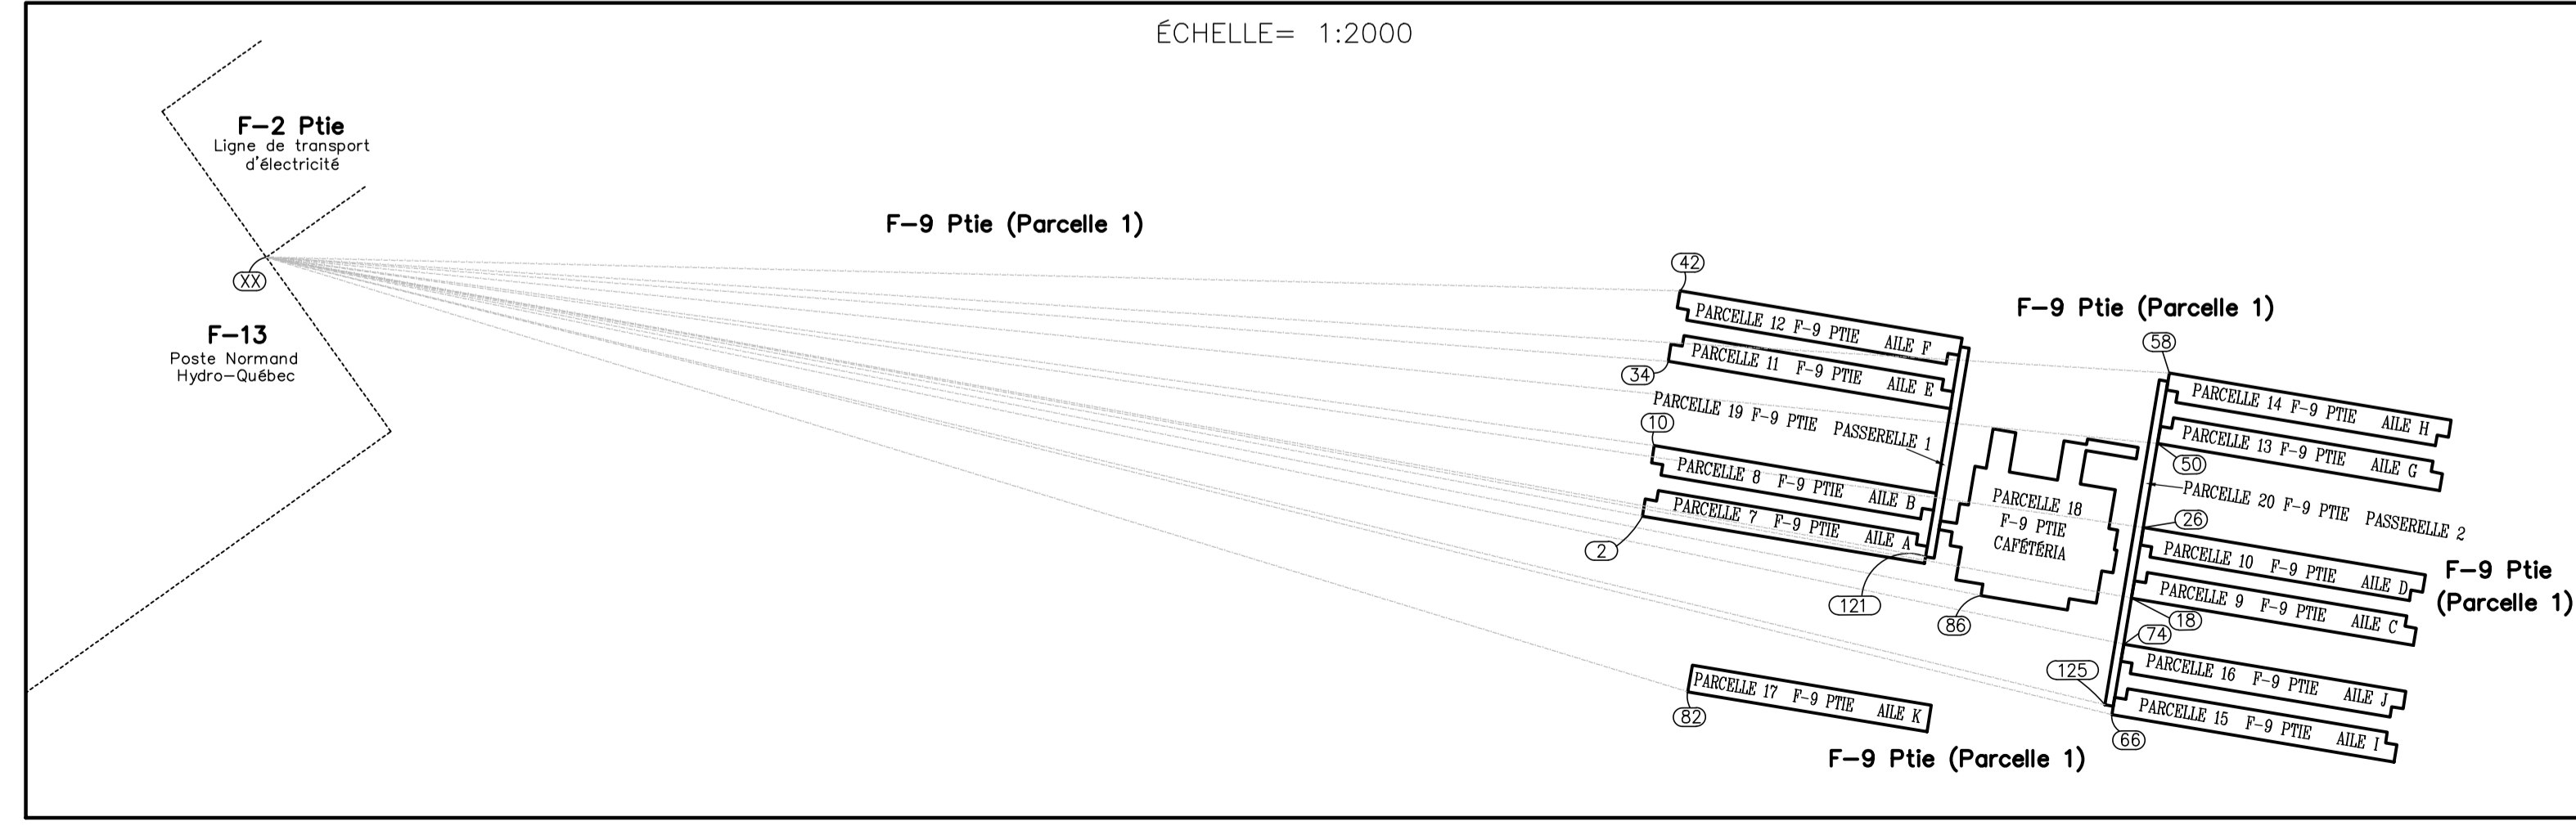 ÉCHELLE= 1:2000
F-2 Ptie
Ligne de transport
d'électricité
XX
F-13
Poste Normand
Hydro-Québec
F-9 Ptie (Parcelle 1)
42
PARCELLE 12 F-9 PTIE AILE F
34
PARCELLE 11 F-9 PTIE AILE E
PARCELLE 19 F-9 PTIE PASSERELLE 1
10
PARCELLE 8 F-9 PTIE AILE B
2
PARCELLE 7 F-9 PTIE AILE A
121
86
PARCELLE 18
F-9 PTIE
CAFÉTÉRIA
82
PARCELLE 17 F-9 PTIE AILE K
F-9 Ptie (Parcelle 1)
58
PARCELLE 14 F-9 PTIE AILE H
PARCELLE 13 F-9 PTIE AILE G
50
PARCELLE 20 F-9 PTIE PASSERELLE 2
26
PARCELLE 10 F-9 PTIE AILE D
F-9 Ptie
(Parcelle 1)
PARCELLE 9 F-9 PTIE AILE C
18
74
PARCELLE 16 F-9 PTIE AILE J
125
PARCELLE 15 F-9 PTIE AILE I
66
F-9 Ptie (Parcelle 1)